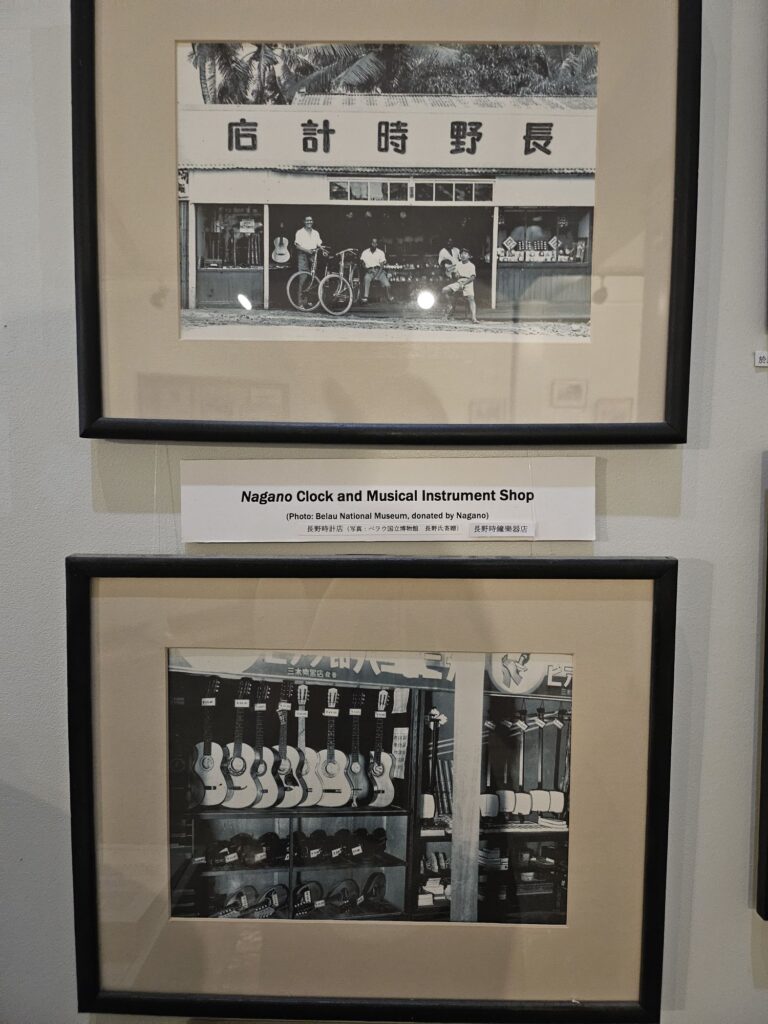 長野時計店
Nagano Clock and Musical Instrument Shop
(Photo: Belau National Museum, donated by Nagano)
長野時計店（写真：ベラウ国立博物館　長野氏寄贈）　長野時鐘樂器店